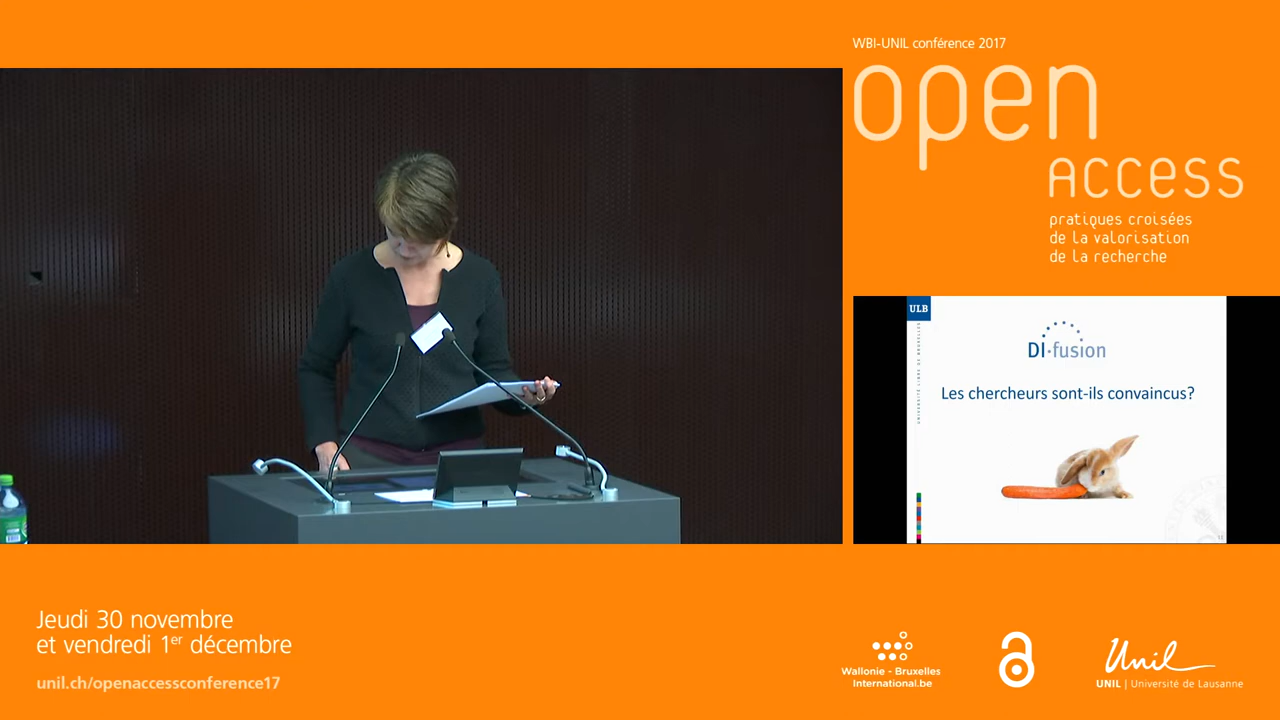 WBI-UNIL conférence 2017
open
access
pratiques croisées
de la valorisation
de la recherche
ULB
DI-fusion
Les chercheurs sont-ils convaincus?
Jeudi 30 novembre
et vendredi 1er décembre
unil.ch/openaccessconference17
Wallonie - Bruxelles
International.be
Unil
UNIL | Université de Lausanne